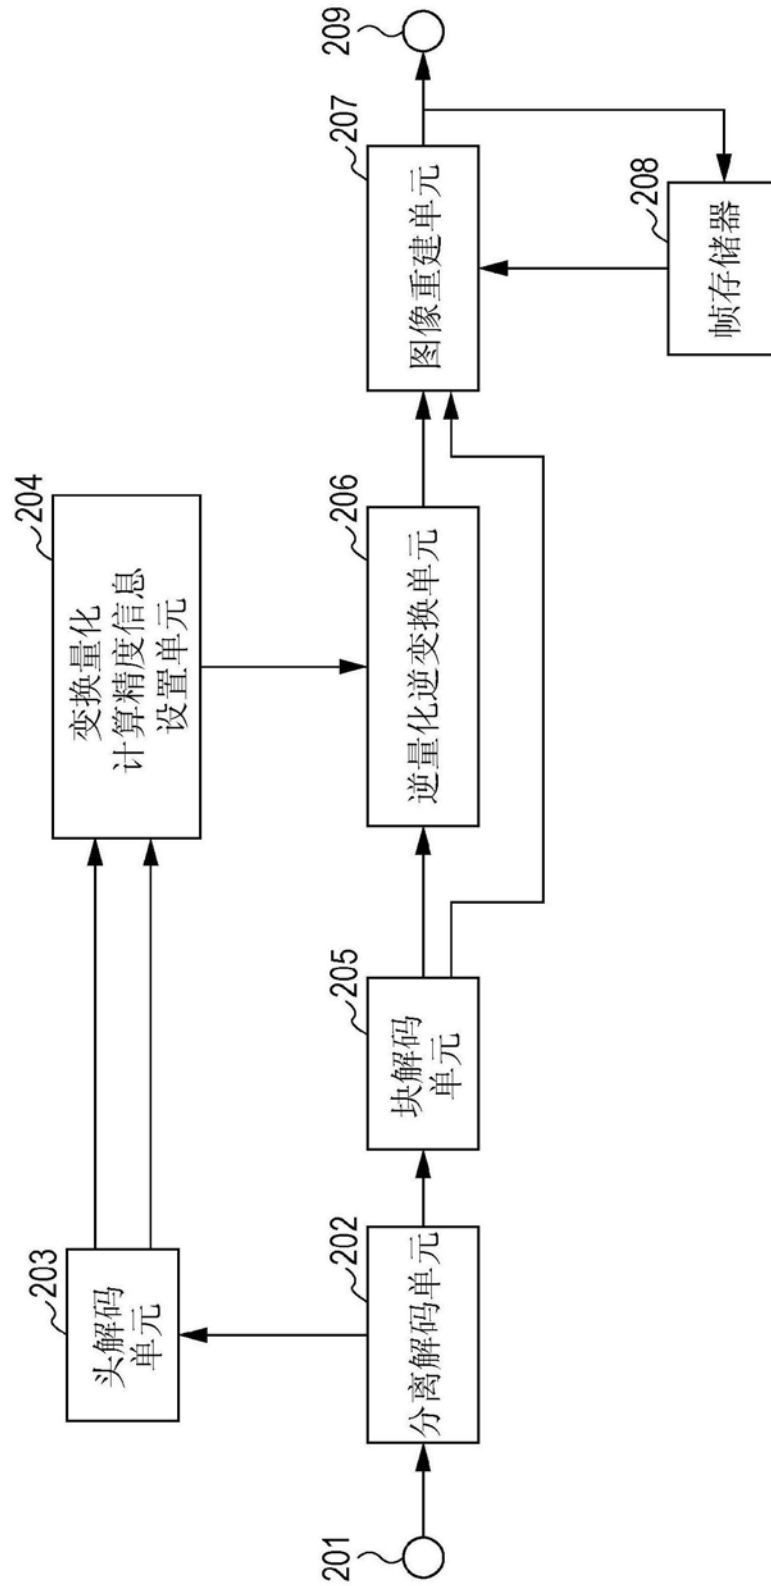 201
202
分离解码单元
203
头解码
单元
204
变换量化
计算精度信息
设置单元
205
块解码
单元
206
逆量化逆变换单元
207
图像重建单元
208
帧存储器
209